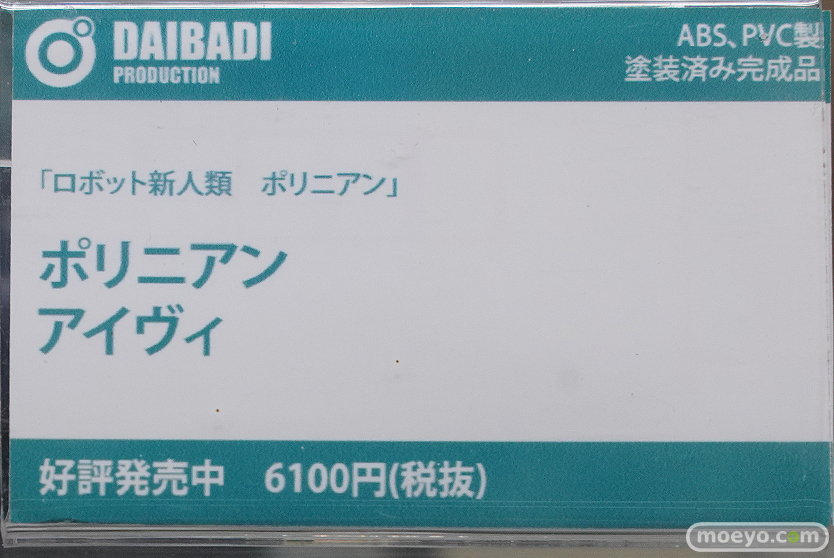 DAIBADI
PRODUCTION
ABS、PVC製
塗装済み完成品
「ロボット新人類　ポリニアン」
ポリニアン
アイヴィ
好評発売中　6100円(税抜)
moeyo.com